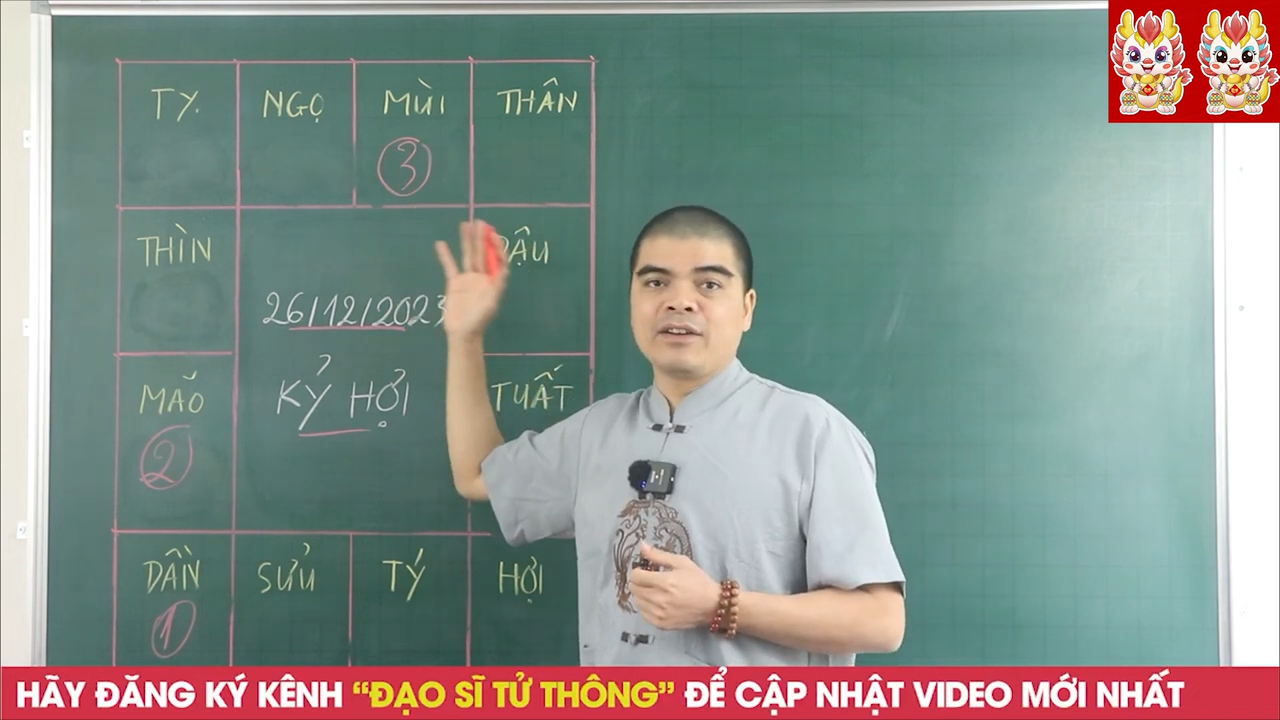 TỴ. NGỌ MÙI THÂN
3
THÌN DẬU
26/12/2023
MÃO KỶ HỢI TUẤT
2
DẦN SỬU TÝ HỢI
1
HÃY ĐĂNG KÝ KÊNH “ĐẠO SĨ TỬ THÔNG” ĐỂ CẬP NHẬT VIDEO MỚI NHẤT